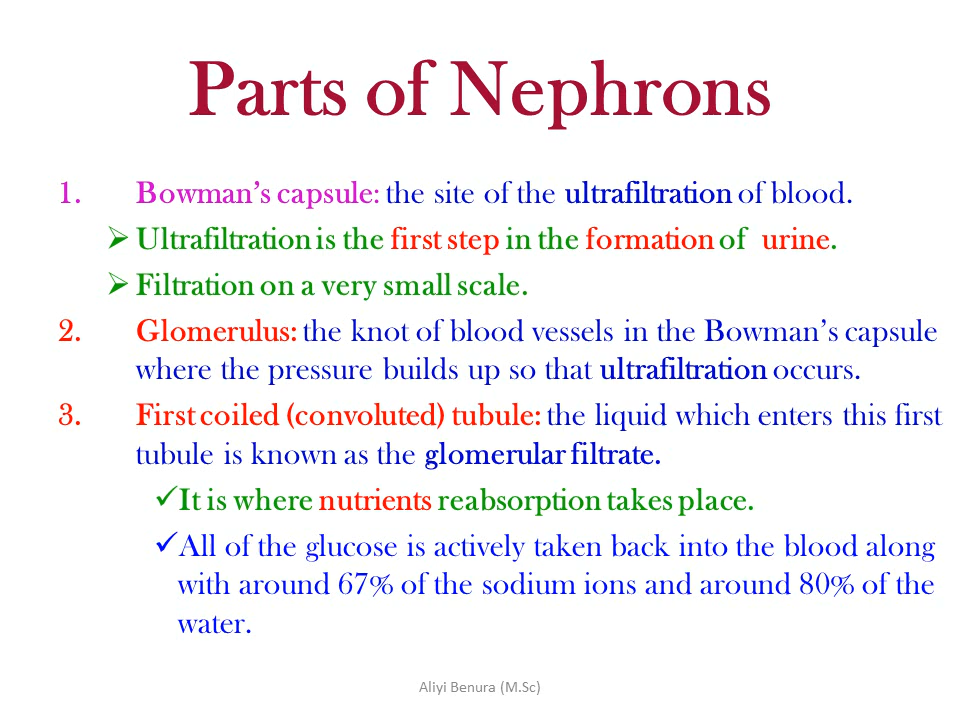 Parts of Nephrons
1. Bowman's capsule: the site of the ultrafiltration of blood.
➢ Ultrafiltration is the first step in the formation of urine.
➢ Filtration on a very small scale.
2. Glomerulus: the knot of blood vessels in the Bowman's capsule
where the pressure builds up so that ultrafiltration occurs.
3. First coiled (convoluted) tubule: the liquid which enters this first
tubule is known as the glomerular filtrate.
✓ It is where nutrients reabsorption takes place.
✓ All of the glucose is actively taken back into the blood along
with around 67% of the sodium ions and around 80% of the
water.
Aliyi Benura (M.Sc)